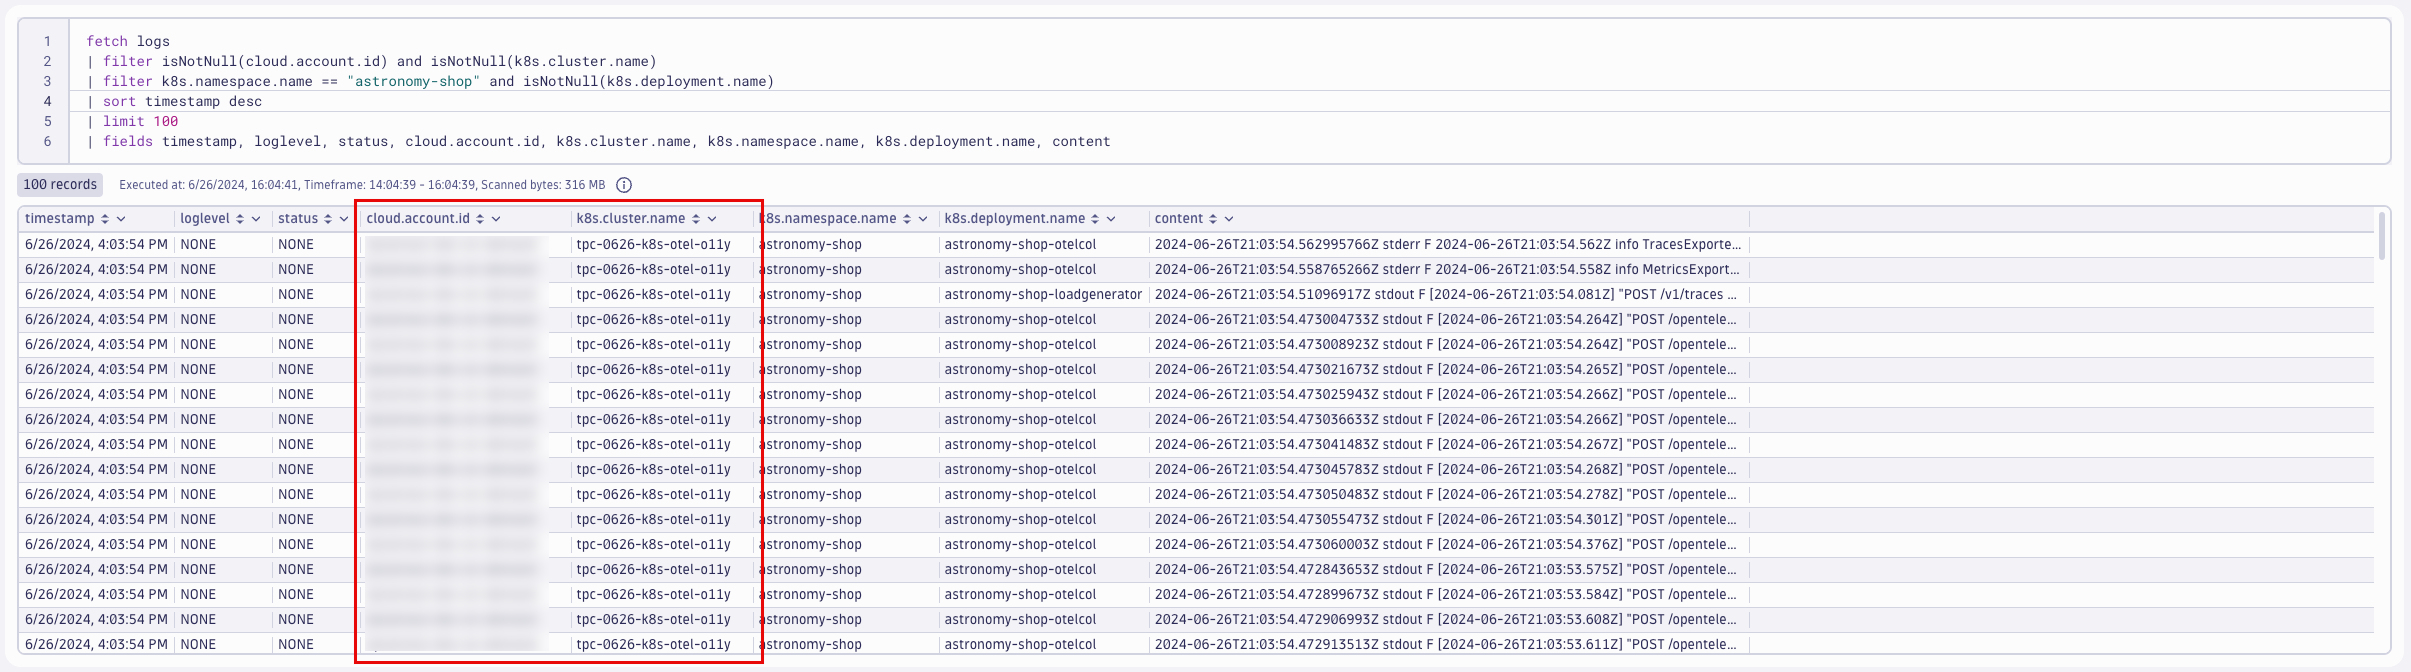 1 fetch logs
2 | filter isNotNull(cloud.account.id) and isNotNull(k8s.cluster.name)
3 | filter k8s.namespace.name == "astronomy-shop" and isNotNull(k8s.deployment.name)
4 | sort timestamp desc
5 | limit 100
6 | fields timestamp, loglevel, status, cloud.account.id, k8s.cluster.name, k8s.namespace.name, k8s.deployment.name, content
100 records Executed at: 6/26/2024, 16:04:41, Timeframe: 14:04:39 - 16:04:39, Scanned bytes: 316 MB
timestamp loglevel status cloud.account.id k8s.cluster.name k8s.namespace.name k8s.deployment.name content
6/26/2024, 4:03:54 PM NONE NONE tpc-0626-k8s-otel-o11y astronomy-shop astronomy-shop-otelcol 2024-06-26T21:03:54.562995766Z stderr F 2024-06-26T21:03:54.562Z info TracesExporte...
6/26/2024, 4:03:54 PM NONE NONE tpc-0626-k8s-otel-o11y astronomy-shop astronomy-shop-otelcol 2024-06-26T21:03:54.558765266Z stderr F 2024-06-26T21:03:54.558Z info MetricsExport...
6/26/2024, 4:03:54 PM NONE NONE tpc-0626-k8s-otel-o11y astronomy-shop astronomy-shop-loadgenerator 2024-06-26T21:03:54.51096917Z stdout F [2024-06-26T21:03:54.081Z] "POST /v1/traces ...
6/26/2024, 4:03:54 PM NONE NONE tpc-0626-k8s-otel-o11y astronomy-shop astronomy-shop-otelcol 2024-06-26T21:03:54.473004733Z stdout F [2024-06-26T21:03:54.264Z] "POST /opentele...
6/26/2024, 4:03:54 PM NONE NONE tpc-0626-k8s-otel-o11y astronomy-shop astronomy-shop-otelcol 2024-06-26T21:03:54.473008923Z stdout F [2024-06-26T21:03:54.264Z] "POST /opentele...
6/26/2024, 4:03:54 PM NONE NONE tpc-0626-k8s-otel-o11y astronomy-shop astronomy-shop-otelcol 2024-06-26T21:03:54.473021673Z stdout F [2024-06-26T21:03:54.265Z] "POST /opentele...
6/26/2024, 4:03:54 PM NONE NONE tpc-0626-k8s-otel-o11y astronomy-shop astronomy-shop-otelcol 2024-06-26T21:03:54.473025943Z stdout F [2024-06-26T21:03:54.266Z] "POST /opentele...
6/26/2024, 4:03:54 PM NONE NONE tpc-0626-k8s-otel-o11y astronomy-shop astronomy-shop-otelcol 2024-06-26T21:03:54.473036633Z stdout F [2024-06-26T21:03:54.266Z] "POST /opentele...
6/26/2024, 4:03:54 PM NONE NONE tpc-0626-k8s-otel-o11y astronomy-shop astronomy-shop-otelcol 2024-06-26T21:03:54.473041483Z stdout F [2024-06-26T21:03:54.267Z] "POST /opentele...
6/26/2024, 4:03:54 PM NONE NONE tpc-0626-k8s-otel-o11y astronomy-shop astronomy-shop-otelcol 2024-06-26T21:03:54.473045783Z stdout F [2024-06-26T21:03:54.268Z] "POST /opentele...
6/26/2024, 4:03:54 PM NONE NONE tpc-0626-k8s-otel-o11y astronomy-shop astronomy-shop-otelcol 2024-06-26T21:03:54.473050483Z stdout F [2024-06-26T21:03:54.278Z] "POST /opentele...
6/26/2024, 4:03:54 PM NONE NONE tpc-0626-k8s-otel-o11y astronomy-shop astronomy-shop-otelcol 2024-06-26T21:03:54.473055473Z stdout F [2024-06-26T21:03:54.301Z] "POST /opentele...
6/26/2024, 4:03:54 PM NONE NONE tpc-0626-k8s-otel-o11y astronomy-shop astronomy-shop-otelcol 2024-06-26T21:03:54.473060003Z stdout F [2024-06-26T21:03:54.376Z] "POST /opentele...
6/26/2024, 4:03:54 PM NONE NONE tpc-0626-k8s-otel-o11y astronomy-shop astronomy-shop-otelcol 2024-06-26T21:03:54.472843653Z stdout F [2024-06-26T21:03:53.575Z] "POST /opentele...
6/26/2024, 4:03:54 PM NONE NONE tpc-0626-k8s-otel-o11y astronomy-shop astronomy-shop-otelcol 2024-06-26T21:03:54.472899673Z stdout F [2024-06-26T21:03:53.584Z] "POST /opentele...
6/26/2024, 4:03:54 PM NONE NONE tpc-0626-k8s-otel-o11y astronomy-shop astronomy-shop-otelcol 2024-06-26T21:03:54.472906993Z stdout F [2024-06-26T21:03:53.608Z] "POST /opentele...
6/26/2024, 4:03:54 PM NONE NONE tpc-0626-k8s-otel-o11y astronomy-shop astronomy-shop-otelcol 2024-06-26T21:03:54.472913513Z stdout F [2024-06-26T21:03:53.611Z] "POST /opentele...